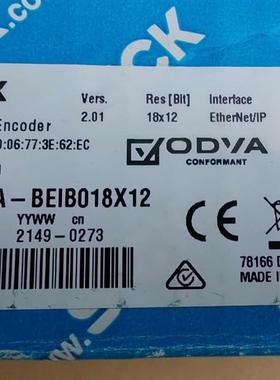 SICK
K
Vers.
Res [Bit]
Interface
2.01
18x12
EtherNet/IP
Encoder
0:06:77:3E:62:EC
ODVA
CONFORMANT
A-BEIB018X12
YYWW cn
2149-0273
78166 D
MADE I